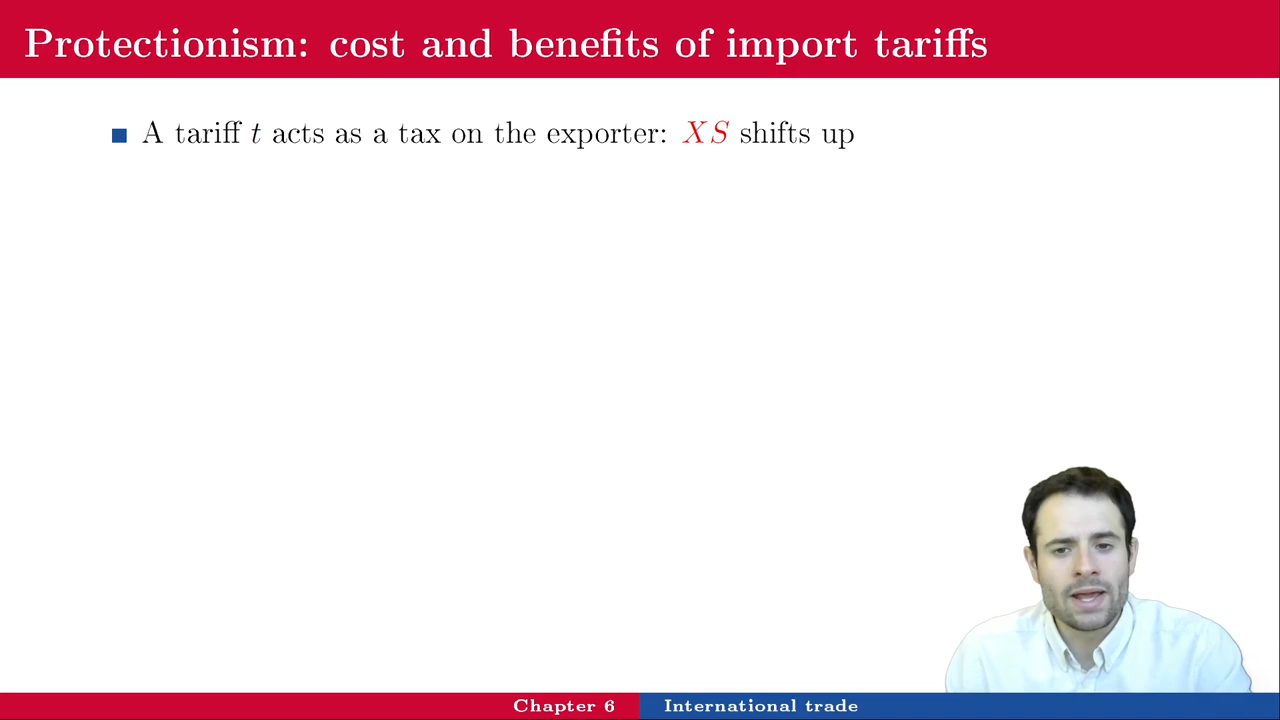 Protectionism: cost and benefits of import tariffs
A tariff t acts as a tax on the exporter: XS shifts up
Chapter 6 International trade